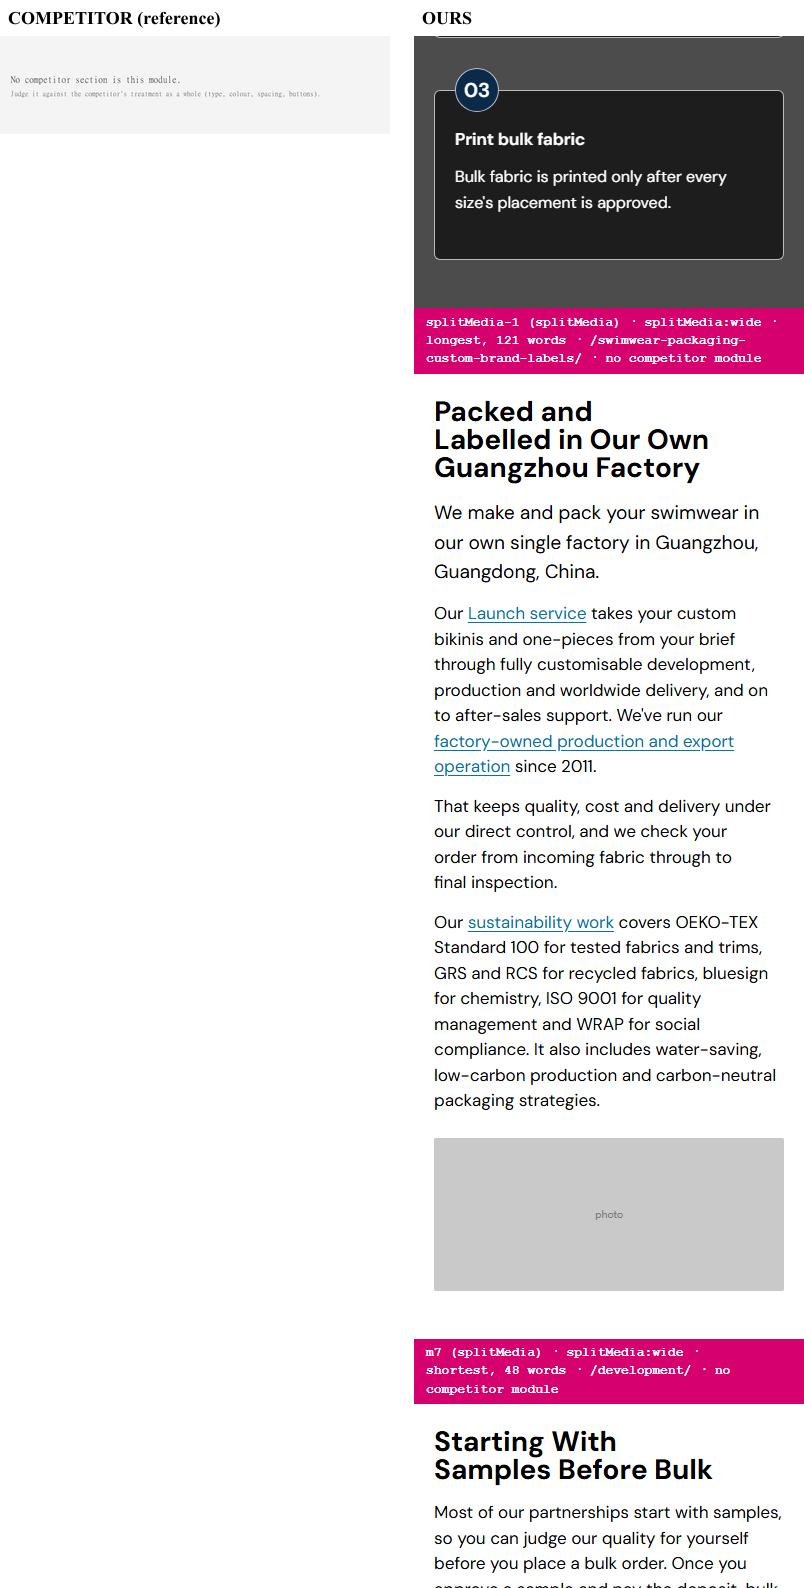 COMPETITOR (reference)
No competitor section is this module.
Judge it against the competitor's treatment as a whole (type, colour, spacing, buttons).
OURS
03
Print bulk fabric
Bulk fabric is printed only after every
size's placement is approved.
splitMedia-1 (splitMedia) · splitMedia:wide ·
longest, 121 words · /swimwear-packaging-
custom-brand-labels/ · no competitor module
Packed and
Labelled in Our Own
Guangzhou Factory
We make and pack your swimwear in
our own single factory in Guangzhou,
Guangdong, China.
Our Launch service takes your custom
bikinis and one-pieces from your brief
through fully customisable development,
production and worldwide delivery, and on
to after-sales support. We've run our
factory-owned production and export
operation since 2011.
That keeps quality, cost and delivery under
our direct control, and we check your
order from incoming fabric through to
final inspection.
Our sustainability work covers OEKO-TEX
Standard 100 for tested fabrics and trims,
GRS and RCS for recycled fabrics, bluesign
for chemistry, ISO 9001 for quality
management and WRAP for social
compliance. It also includes water-saving,
low-carbon production and carbon-neutral
packaging strategies.
photo
m7 (splitMedia) · splitMedia:wide ·
shortest, 48 words · /development/ · no
competitor module
Starting With
Samples Before Bulk
Most of our partnerships start with samples,
so you can judge our quality for yourself
before you place a bulk order. Once you
approve a sample and pay the deposit, bulk